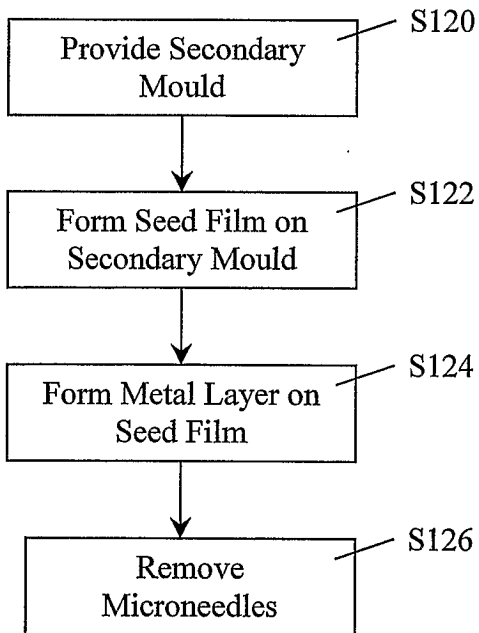 S120
Provide Secondary
Mould
S122
Form Seed Film on
Secondary Mould
S124
Form Metal Layer on
Seed Film
S126
Remove
Microneedles